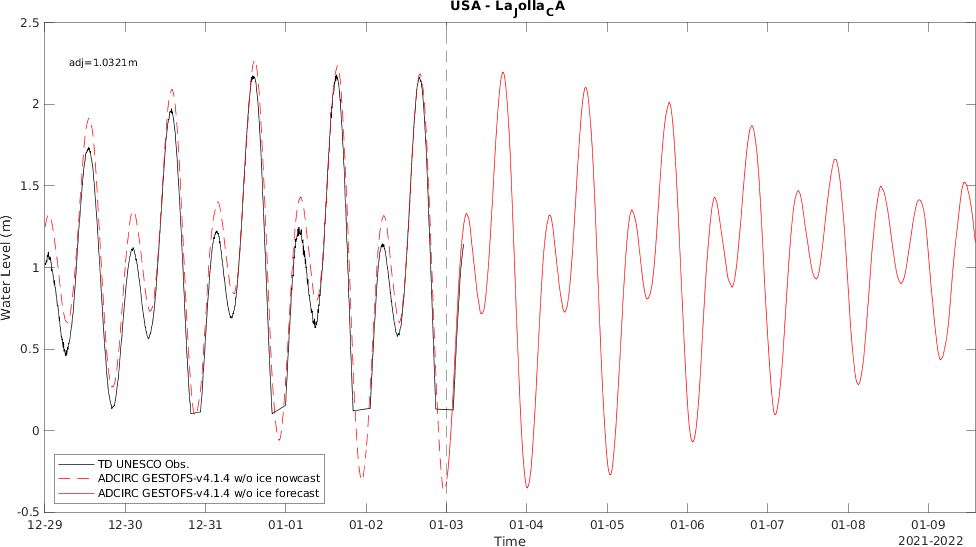 USA - LaJollaCA
adj=1.0321m
2.5
2
1.5
1
0.5
0
-0.5
Water Level (m)
TD UNESCO Obs.
ADCIRC GESTOFS-v4.1.4 w/o ice nowcast
ADCIRC GESTOFS-v4.1.4 w/o ice forecast
12-29 12-30 12-31 01-01 01-02 01-03 01-04 01-05 01-06 01-07 01-08 01-09
Time
2021-2022